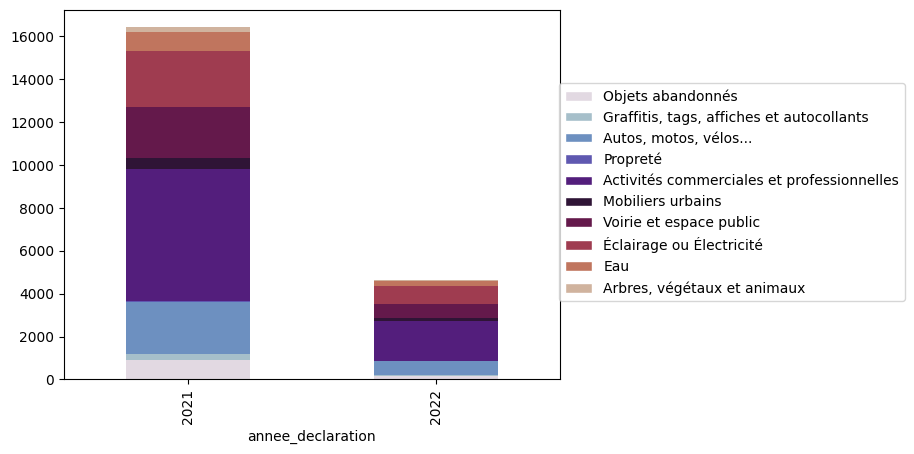 16000
14000
12000
10000
8000
6000
4000
2000
0
2021
2022
annee_declaration
Objets abandonnés
Graffitis, tags, affiches et autocollants
Autos, motos, vélos...
Propreté
Activités commerciales et professionnelles
Mobiliers urbains
Voirie et espace public
Éclairage ou Électricité
Eau
Arbres, végétaux et animaux